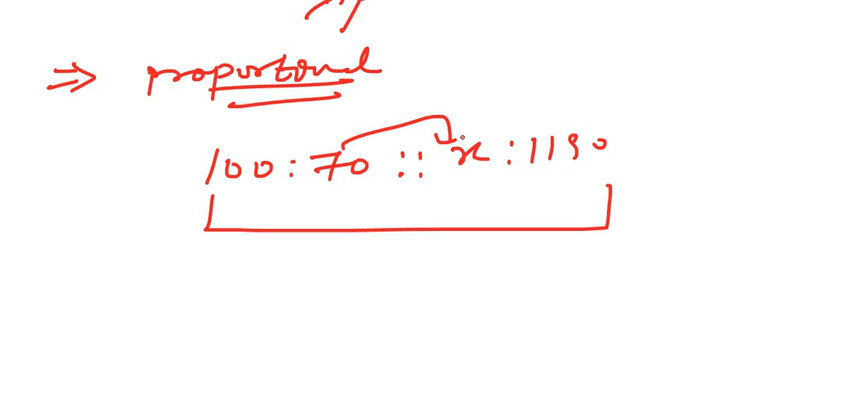 ⇒ proportional
100 : 70 :: x : 1190